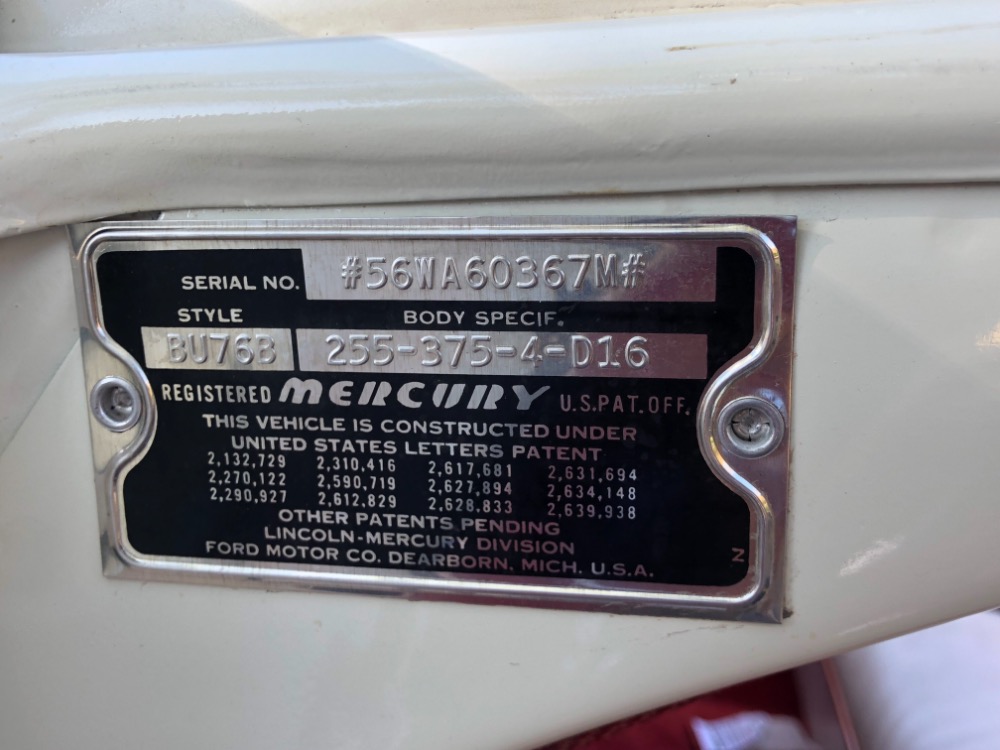 SERIAL NO. #56WA60367M#
STYLE BODY SPECIF.
BU76B 255-375-4-D16
REGISTERED MERCURY U.S.PAT.OFF.
THIS VEHICLE IS CONSTRUCTED UNDER
UNITED STATES LETTERS PATENT
2,132,729 2,310,416 2,617,681 2,631,694
2,270,122 2,590,719 2,627,894 2,634,148
2,290,927 2,612,829 2,628,833 2,639,938
OTHER PATENTS PENDING
LINCOLN-MERCURY DIVISION
FORD MOTOR CO. DEARBORN, MICH. U.S.A.
N